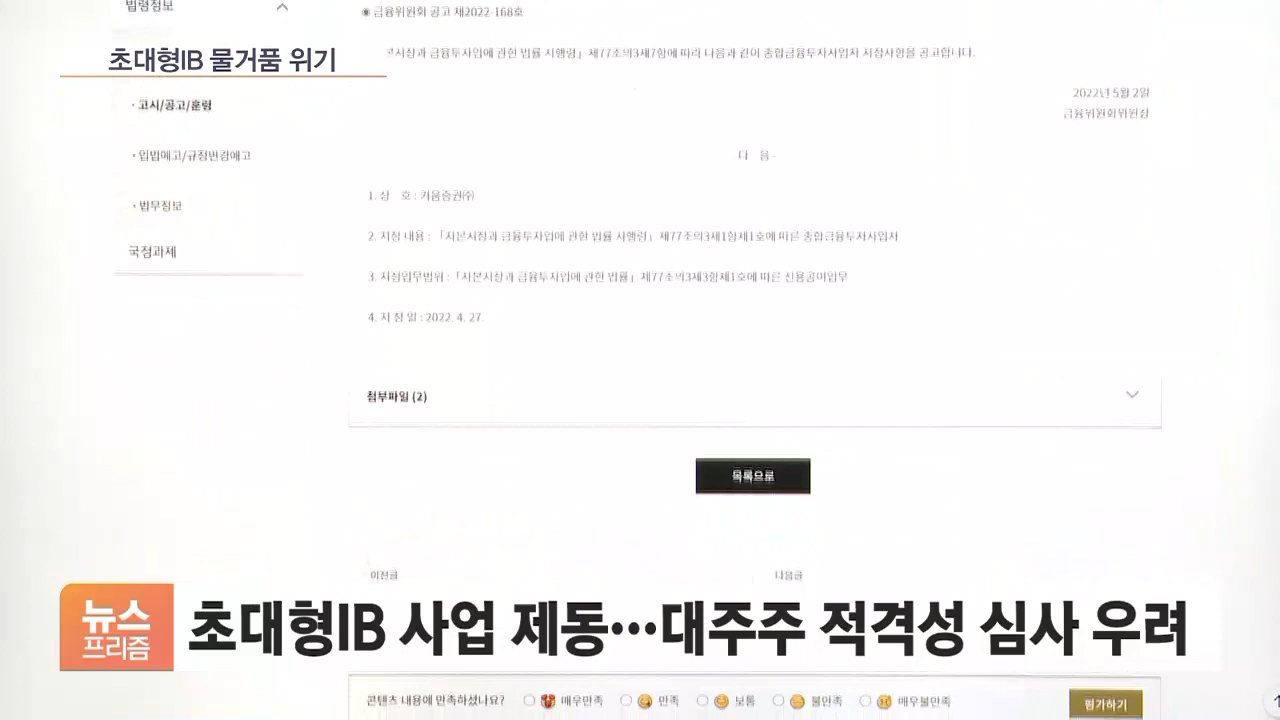 법령정보
◉ 금융위원회 공고 제2022-168호
초대형IB 물거품 위기
본시장과 금융투자업에 관한 법률 시행령」 제77조의3제7항에 따라 다음과 같이 종합금융투자사업자 지정사항을 공고합니다.
2022년 5월 2일
금융위원회위원장
· 고시/공고/훈령
· 입법예고/규정변경예고
다 음 -
· 법무정보
1. 상 호 : 키움증권㈜
2. 지정 내용 : 「자본시장과 금융투자업에 관한 법률 시행령」 제77조의3제1항제1호에 따른 종합금융투자사업자
국정과제
3. 지정업무범위 : 「자본시장과 금융투자업에 관한 법률」 제77조의3제3항제1호에 따른 신용공여업무
4. 지 정 일 : 2022. 4. 27.
첨부파일 (2)
목록으로
이전글
다음글
뉴스
프리즘
초대형IB 사업 제동…대주주 적격성 심사 우려
콘텐츠 내용에 만족하셨나요? 매우만족 만족 보통 불만족 매우불만족 평가하기